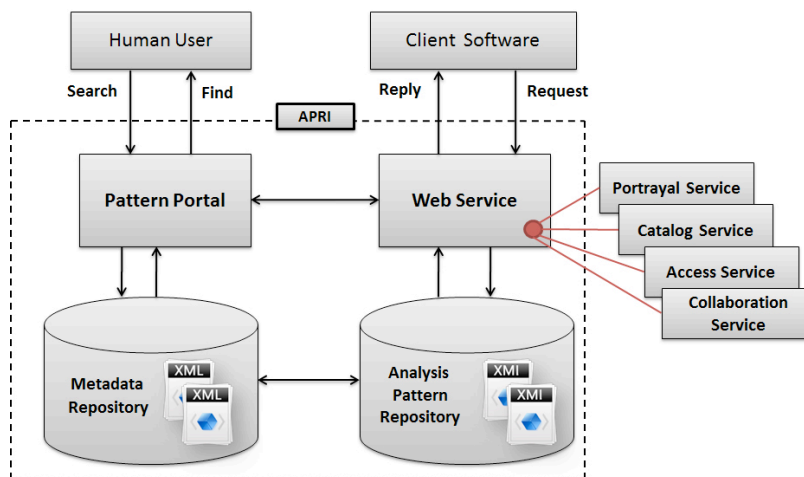 Human User
Client Software
Search
Find
Reply
Request
APRI
Pattern Portal
Web Service
Portrayal Service
Catalog Service
Access Service
Collaboration
Service
Metadata
Repository
XML
XML
Analysis
Pattern
Repository
XMI
XMI